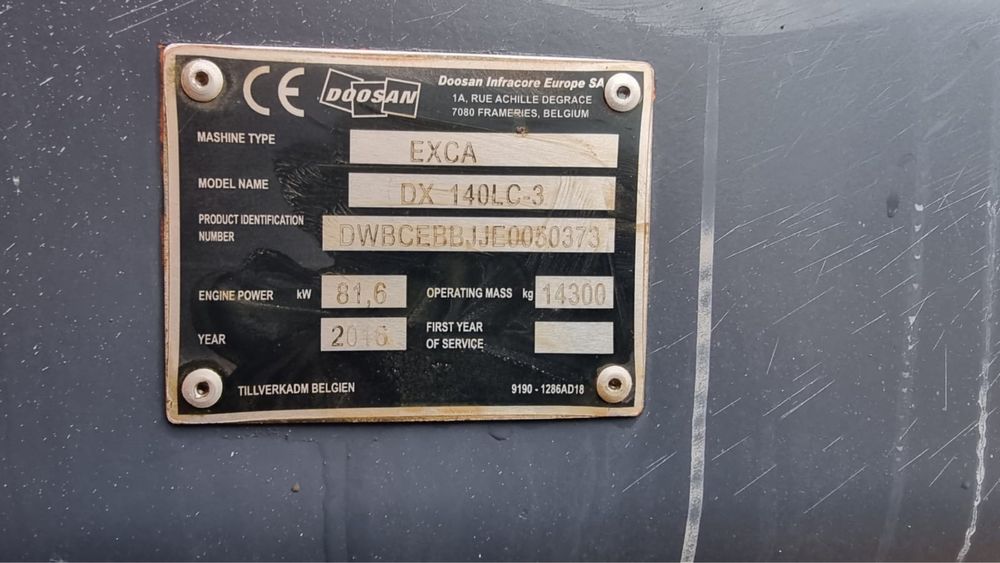 CE
DOOSAN
Doosan Infracore Europe SA
1A, RUE ACHILLE DEGRACE
7080 FRAMERIES, BELGIUM
MASHINE TYPE EXCA
MODEL NAME DX 140LC-3
PRODUCT IDENTIFICATION
NUMBER DWBCEBBJJE0050373
ENGINE POWER kW 81,6 OPERATING MASS kg 14300
YEAR 2016 FIRST YEAR
OF SERVICE
TILLVERKADM BELGIEN 9190 - 1286AD18